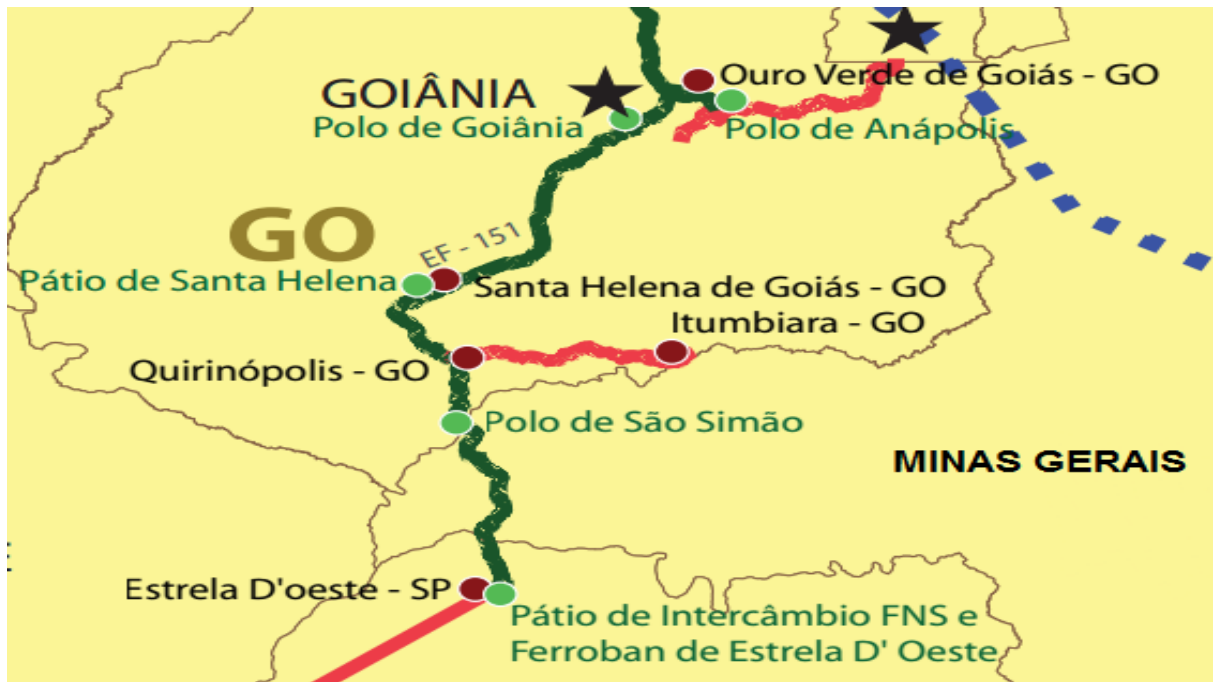 Ouro Verde de Goiás - GO
GOIÂNIA
Polo de Goiânia
Polo de Anápolis
GO
EF - 151
Pátio de Santa Helena
Santa Helena de Goiás - GO
Itumbiara - GO
Quirinópolis - GO
Polo de São Simão
MINAS GERAIS
Estrela D'oeste - SP
Pátio de Intercâmbio FNS e
Ferroban de Estrela D' Oeste